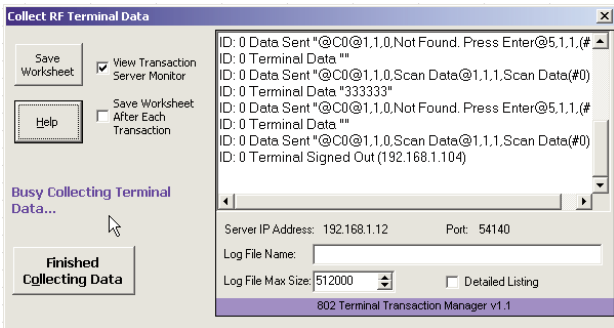 Collect RF Terminal Data
Save Worksheet
View Transaction Server Monitor
Help
Save Worksheet After Each Transaction
Busy Collecting Terminal Data...
Finished Collecting Data
ID: 0 Data Sent "@C0@1,1,0,Not Found. Press Enter@5,1,1,(#
ID: 0 Terminal Data ""
ID: 0 Data Sent "@C0@1,1,0,Scan Data@1,1,1,Scan Data(#0)
ID: 0 Terminal Data "333333"
ID: 0 Data Sent "@C0@1,1,0,Not Found. Press Enter@5,1,1,(#
ID: 0 Terminal Data ""
ID: 0 Data Sent "@C0@1,1,0,Scan Data@1,1,1,Scan Data(#0)
ID: 0 Terminal Signed Out (192.168.1.104)
Server IP Address: 192.168.1.12 Port: 54140
Log File Name:
Log File Max Size: 512000 Detailed Listing
802 Terminal Transaction Manager v1.1